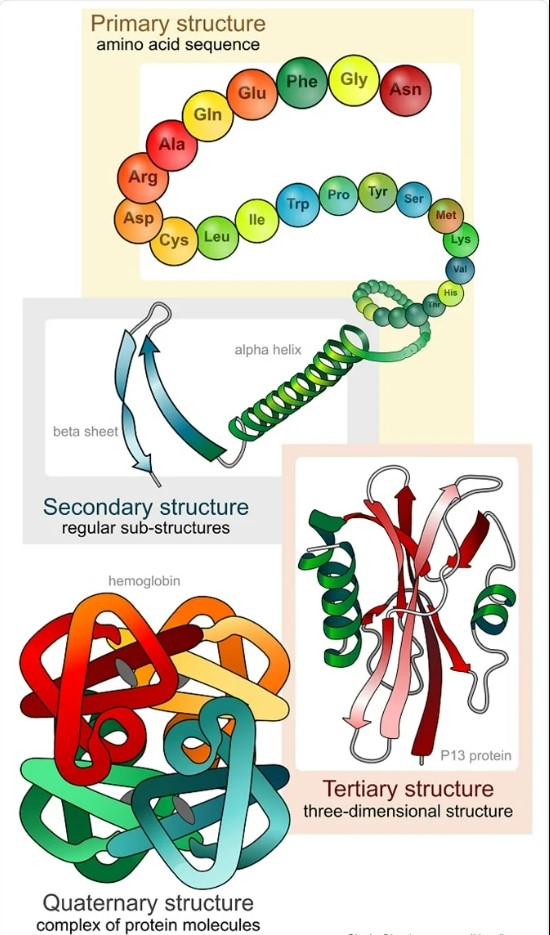 Primary structure
amino acid sequence
Asn
Gly
Phe
Glu
Gln
Ala
Arg
Asp
Cys
Leu
Ile
Trp
Pro
Tyr
Ser
Met
Lys
Val
His
Thr
alpha helix
beta sheet
Secondary structure
regular sub-structures
hemoglobin
P13 protein
Tertiary structure
three-dimensional structure
Quaternary structure
complex of protein molecules